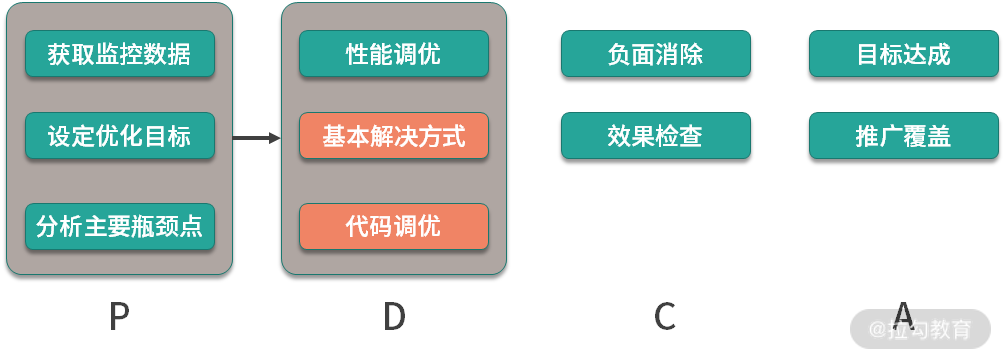 获取监控数据
设定优化目标
分析主要瓶颈点
性能调优
基本解决方式
代码调优
负面消除
效果检查
目标达成
推广覆盖
P
D
C
A
@拉勾教育